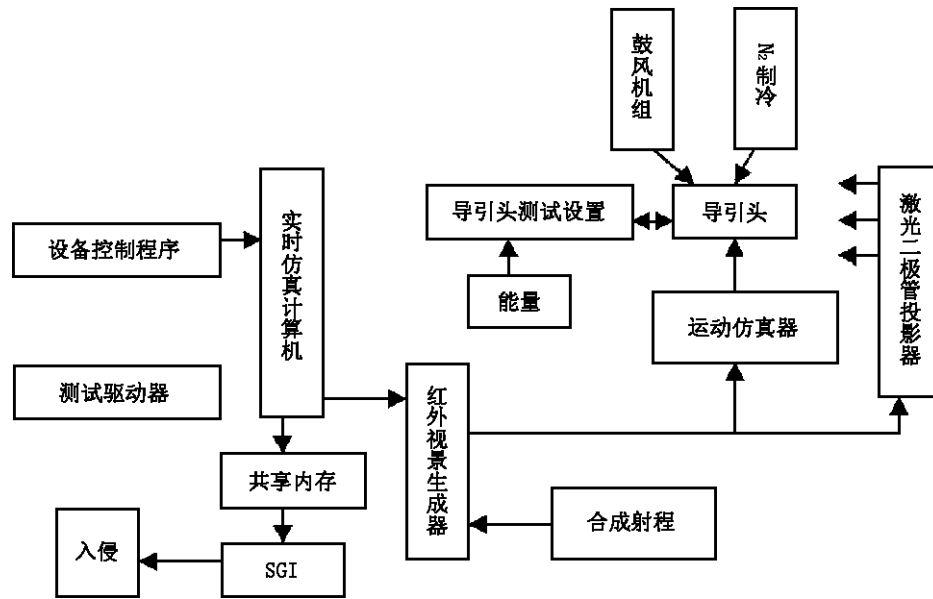 鼓风机组
N₂制冷
实时仿真计算机
激光二极管投影器
导引头测试设置
导引头
设备控制程序
能量
运动仿真器
测试驱动器
红外视景生成器
共享内存
合成射程
入侵
SGI